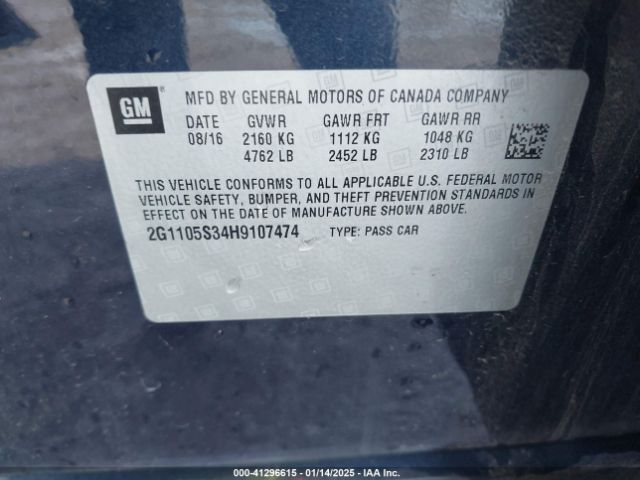 GM
MFD BY GENERAL MOTORS OF CANADA COMPANY
DATE GVWR GAWR FRT GAWR RR
08/16 2160 KG 1112 KG 1048 KG
4762 LB 2452 LB 2310 LB
THIS VEHICLE CONFORMS TO ALL APPLICABLE U.S. FEDERAL MOTOR
VEHICLE SAFETY, BUMPER, AND THEFT PREVENTION STANDARDS IN
EFFECT ON THE DATE OF MANUFACTURE SHOWN ABOVE.
2G1105S34H9107474 TYPE: PASS CAR
000-41296615 - 01/14/2025 - IAA Inc.